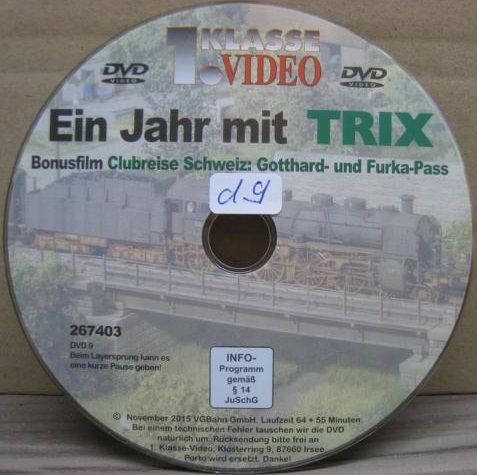 1. KLASSE
VIDEO
DVD
VIDEO
DVD
VIDEO
Ein Jahr mit TRIX
Bonusfilm Clubreise Schweiz: Gotthard- und Furka-Pass
d9
267403
DVD 9
Beim Layersprung kann es
eine kurze Pause geben!
INFO-
Programm
gemäß
§ 14
JuSchG
© November 2015 VGBahn GmbH. Laufzeit 64 + 55 Minuten
Bei einem technischen Fehler tauschen wir die DVD
natürlich um. Rücksendung bitte frei an
1. Klasse-Video, Klosterring 9, 87660 Irsee.
Porto wird ersetzt. Danke!